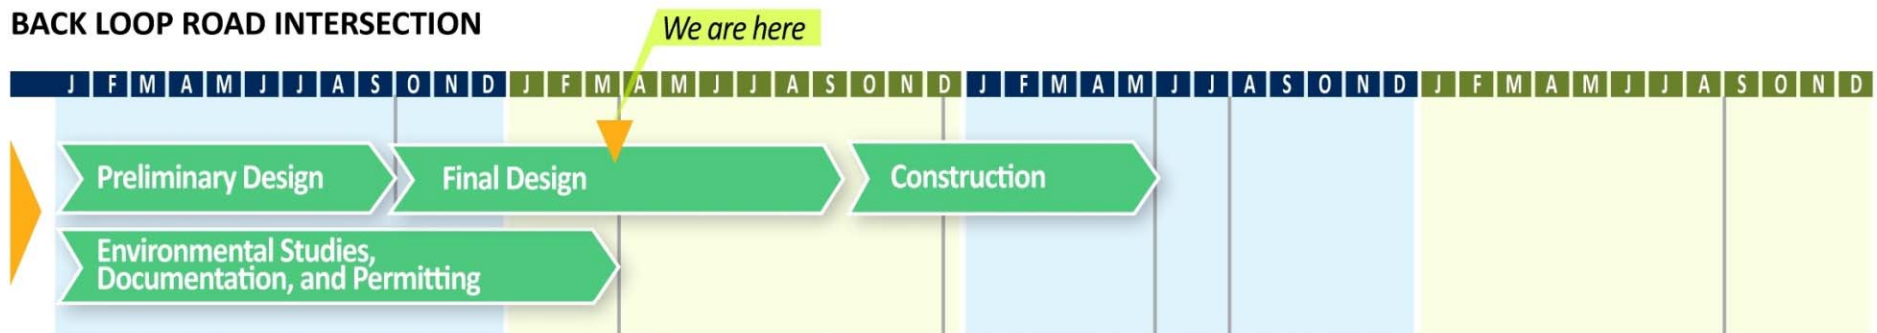 BACK LOOP ROAD INTERSECTION
We are here
J F M A M J J A S O N D J F M A M J J A S O N D J F M A M J J A S O N D J F M A M J J A S O N D
Preliminary Design
Final Design
Construction
Environmental Studies,
Documentation, and Permitting